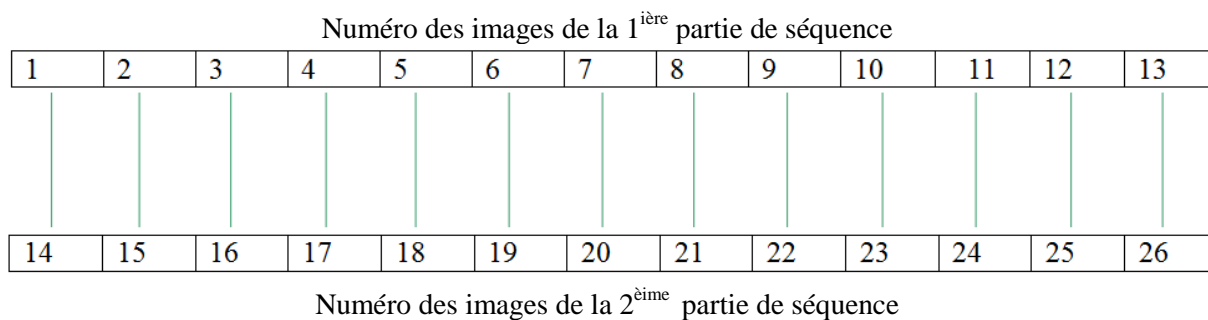 Numéro des images de la 1ière partie de séquence
1 2 3 4 5 6 7 8 9 10 11 12 13
14 15 16 17 18 19 20 21 22 23 24 25 26
Numéro des images de la 2èime partie de séquence